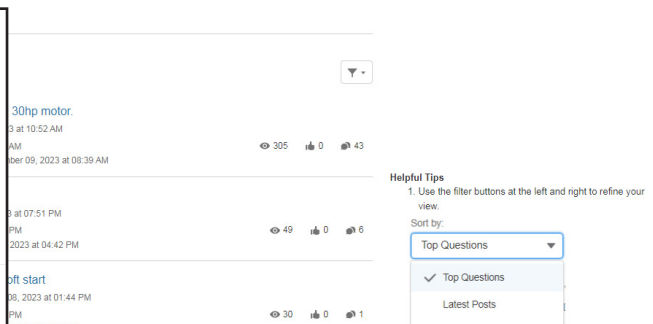 30hp motor.
3 at 10:52 AM
AM
305 0 43
ber 09, 2023 at 08:39 AM
3 at 07:51 PM
PM
49 0 6
2023 at 04:42 PM
oft start
08, 2023 at 01:44 PM
PM
30 0 1
Helpful Tips
1. Use the filter buttons at the left and right to refine your
view.
Sort by:
Top Questions
Top Questions
Latest Posts